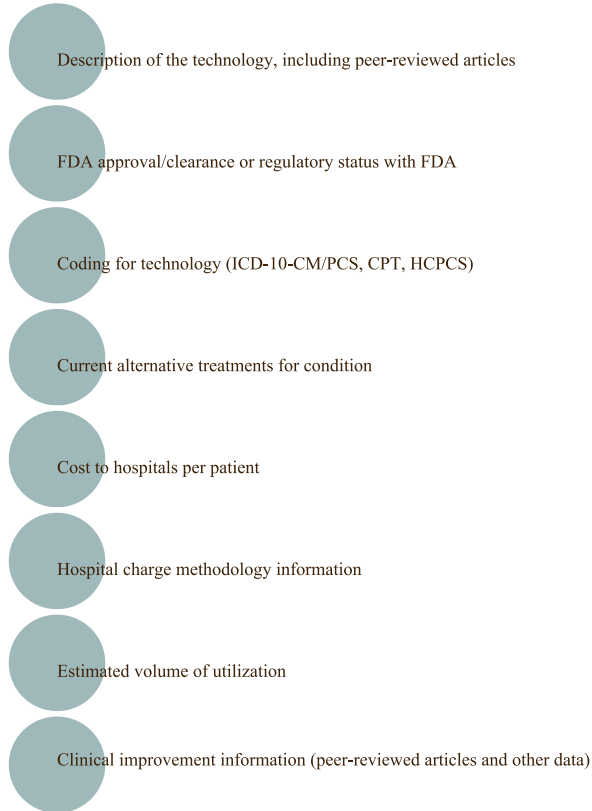 Description of the technology, including peer-reviewed articles
FDA approval/clearance or regulatory status with FDA
Coding for technology (ICD-10-CM/PCS, CPT, HCPCS)
Current alternative treatments for condition
Cost to hospitals per patient
Hospital charge methodology information
Estimated volume of utilization
Clinical improvement information (peer-reviewed articles and other data)